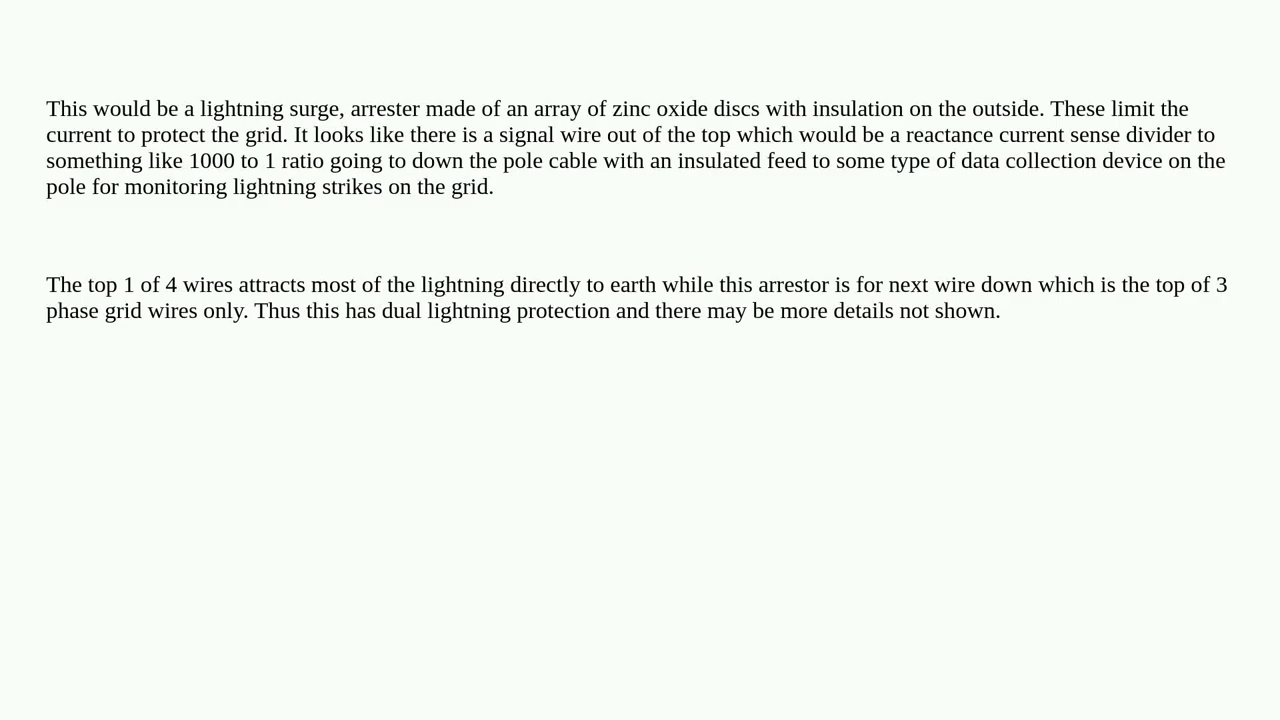 This would be a lightning surge, arrester made of an array of zinc oxide discs with insulation on the outside. These limit the
current to protect the grid. It looks like there is a signal wire out of the top which would be a reactance current sense divider to
something like 1000 to 1 ratio going to down the pole cable with an insulated feed to some type of data collection device on the
pole for monitoring lightning strikes on the grid.
The top 1 of 4 wires attracts most of the lightning directly to earth while this arrestor is for next wire down which is the top of 3
phase grid wires only. Thus this has dual lightning protection and there may be more details not shown.